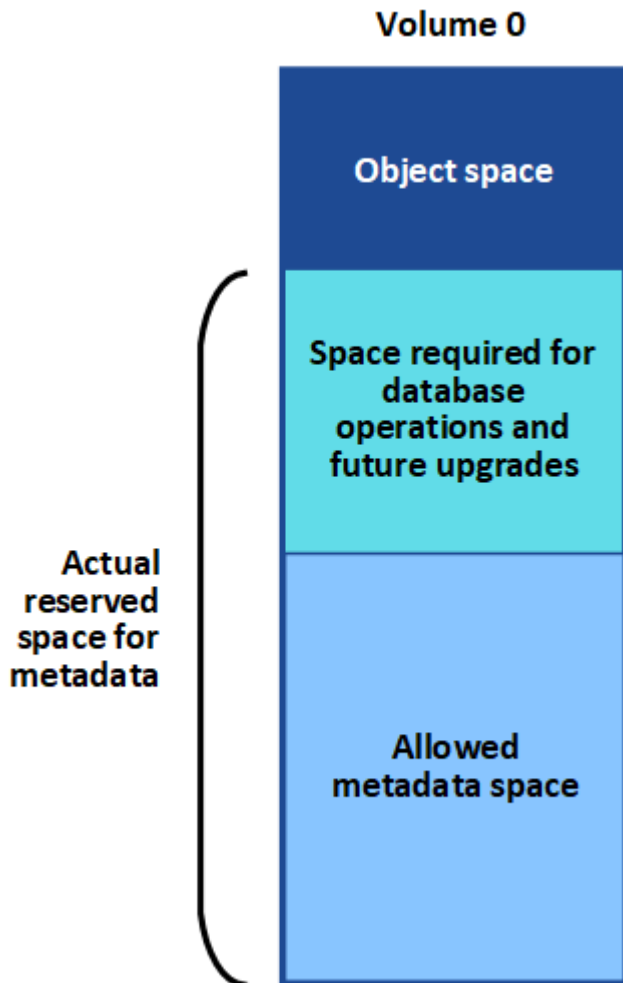 Volume 0
Object space
Space required for
database
operations and
future upgrades
Actual
reserved
space for
metadata
Allowed
metadata space